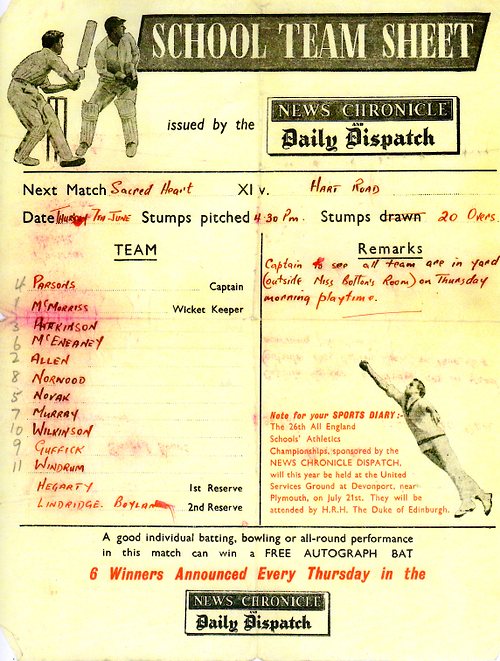 SCHOOL TEAM SHEET
issued by the
NEWS CHRONICLE
AND
Daily Dispatch
Next Match Sacred Heart XI v. HART ROAD
Date THURSDAY 7TH JUNE Stumps pitched 4.30 Pm. Stumps drawn 20 Overs.
TEAM
4 PARSONS Captain
1 McMORRISS Wicket Keeper
3 PARKINSON
6 McENEANEY
2 ALLEN
8 NORWOOD
5 NOVAK
7 MURRAY
10 WILKINSON
9 CUFFICK
11 WINDRUM
HEGARTY 1st Reserve
LINDRIDGE. BOYLAN 2nd Reserve
Remarks
Captain to see all team are in yard
(outside Miss Botton's Room) on Thursday
morning playtime.
Note for your SPORTS DIARY :-
The 26th All England
Schools' Athletics
Championships, sponsored by the
NEWS CHRONICLE DISPATCH,
will this year be held at the United
Services Ground at Devonport, near
Plymouth, on July 21st. They will be
attended by H.R.H. The Duke of Edinburgh.
A good individual batting, bowling or all-round performance
in this match can win a FREE AUTOGRAPH BAT
6 Winners Announced Every Thursday in the
NEWS CHRONICLE
AND
Daily Dispatch